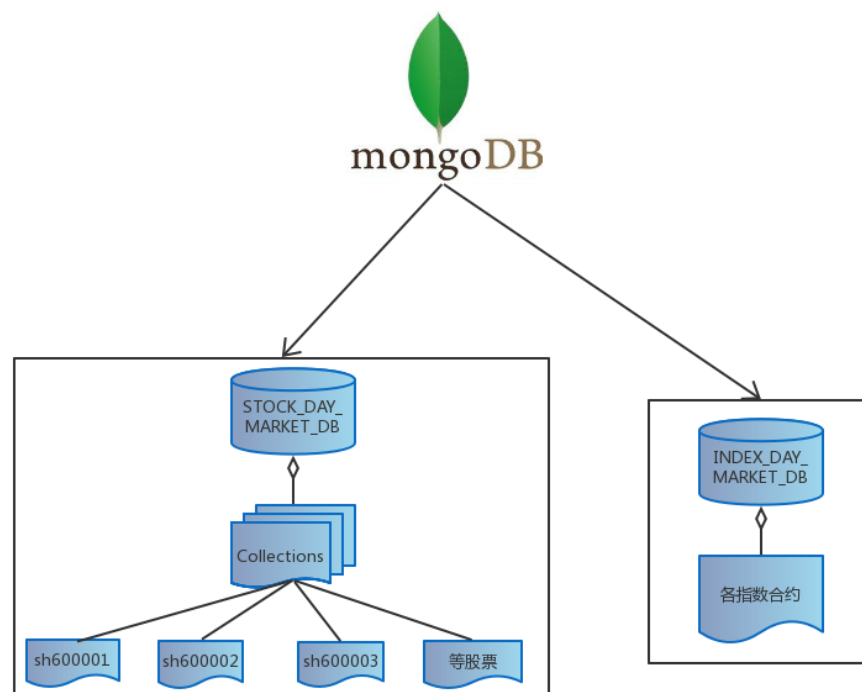 mongoDB
STOCK_DAY_
MARKET_DB
Collections
sh600001
sh600002
sh600003
等股票
INDEX_DAY_
MARKET_DB
各指数合约